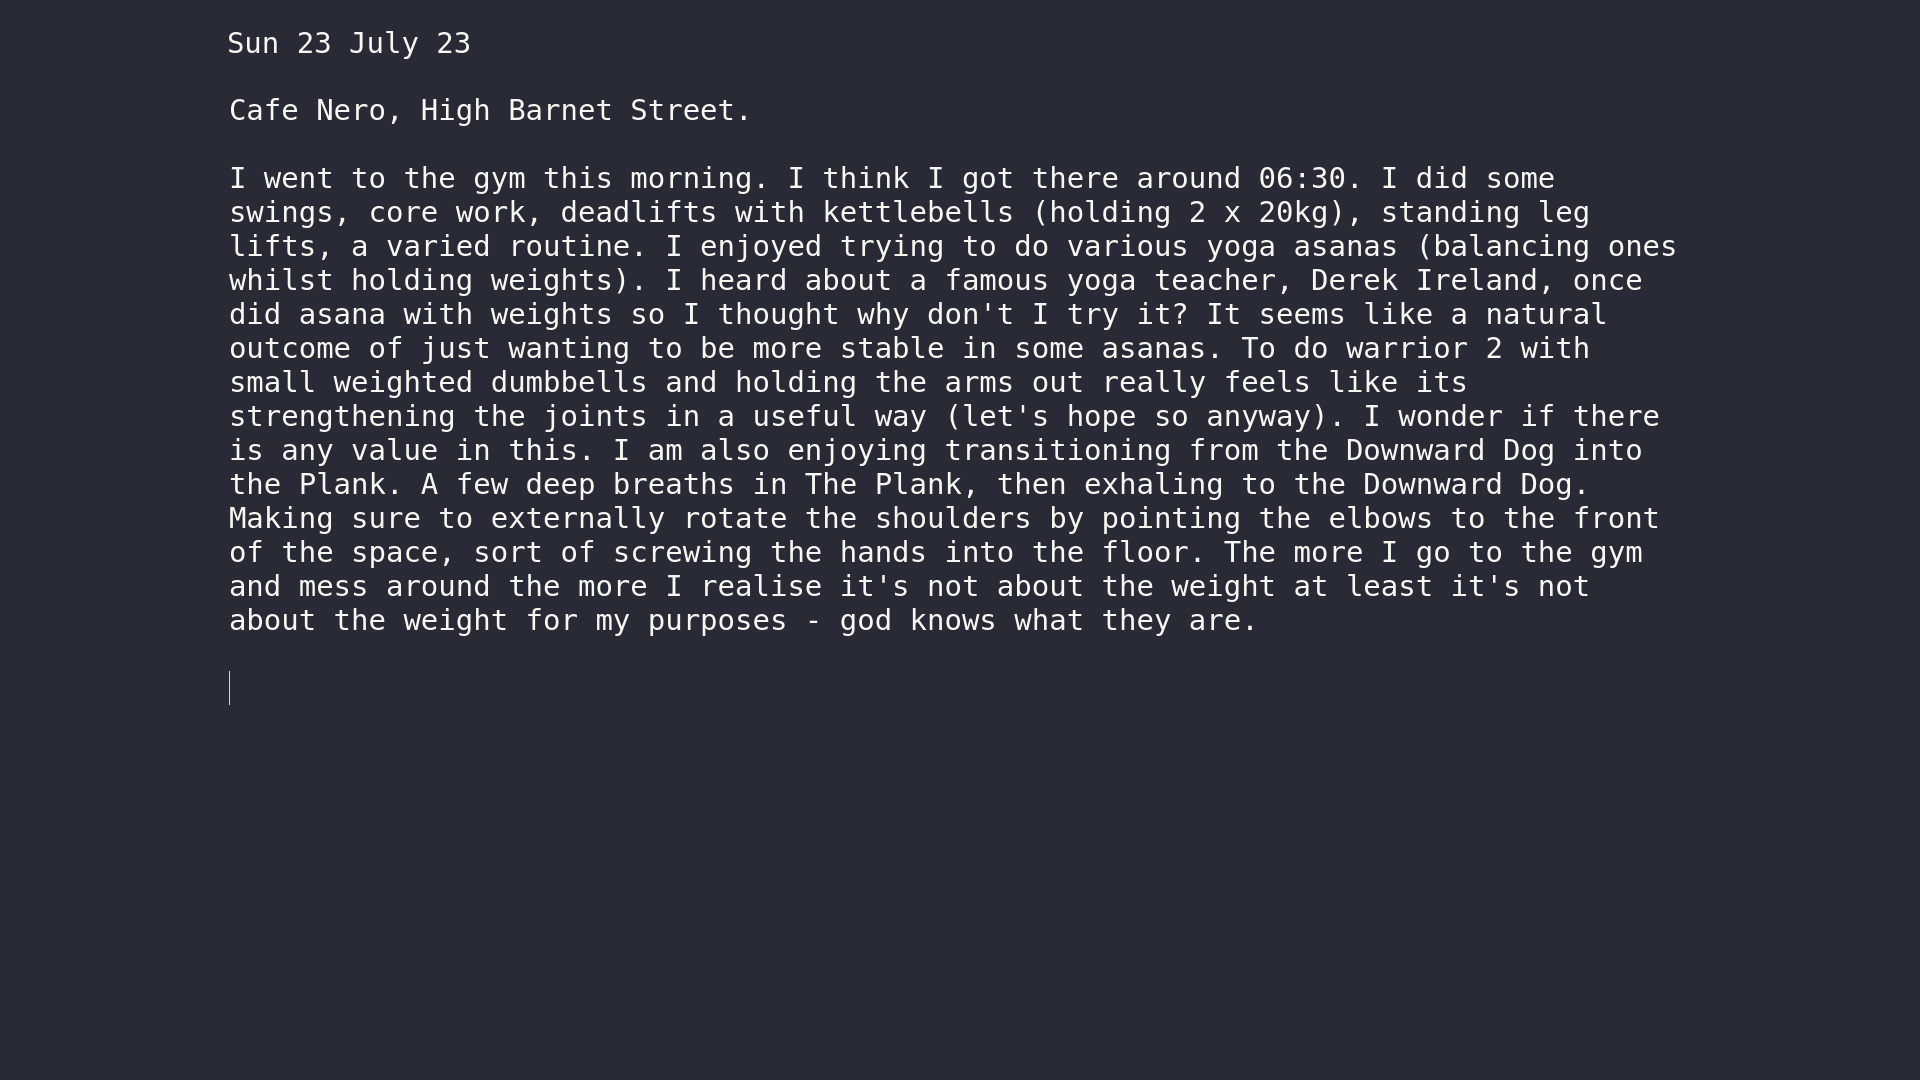 Sun 23 July 23
Cafe Nero, High Barnet Street.
I went to the gym this morning. I think I got there around 06:30. I did some
swings, core work, deadlifts with kettlebells (holding 2 x 20kg), standing leg
lifts, a varied routine. I enjoyed trying to do various yoga asanas (balancing ones
whilst holding weights). I heard about a famous yoga teacher, Derek Ireland, once
did asana with weights so I thought why don't I try it? It seems like a natural
outcome of just wanting to be more stable in some asanas. To do warrior 2 with
small weighted dumbbells and holding the arms out really feels like its
strengthening the joints in a useful way (let's hope so anyway). I wonder if there
is any value in this. I am also enjoying transitioning from the Downward Dog into
the Plank. A few deep breaths in The Plank, then exhaling to the Downward Dog.
Making sure to externally rotate the shoulders by pointing the elbows to the front
of the space, sort of screwing the hands into the floor. The more I go to the gym
and mess around the more I realise it's not about the weight at least it's not
about the weight for my purposes - god knows what they are.